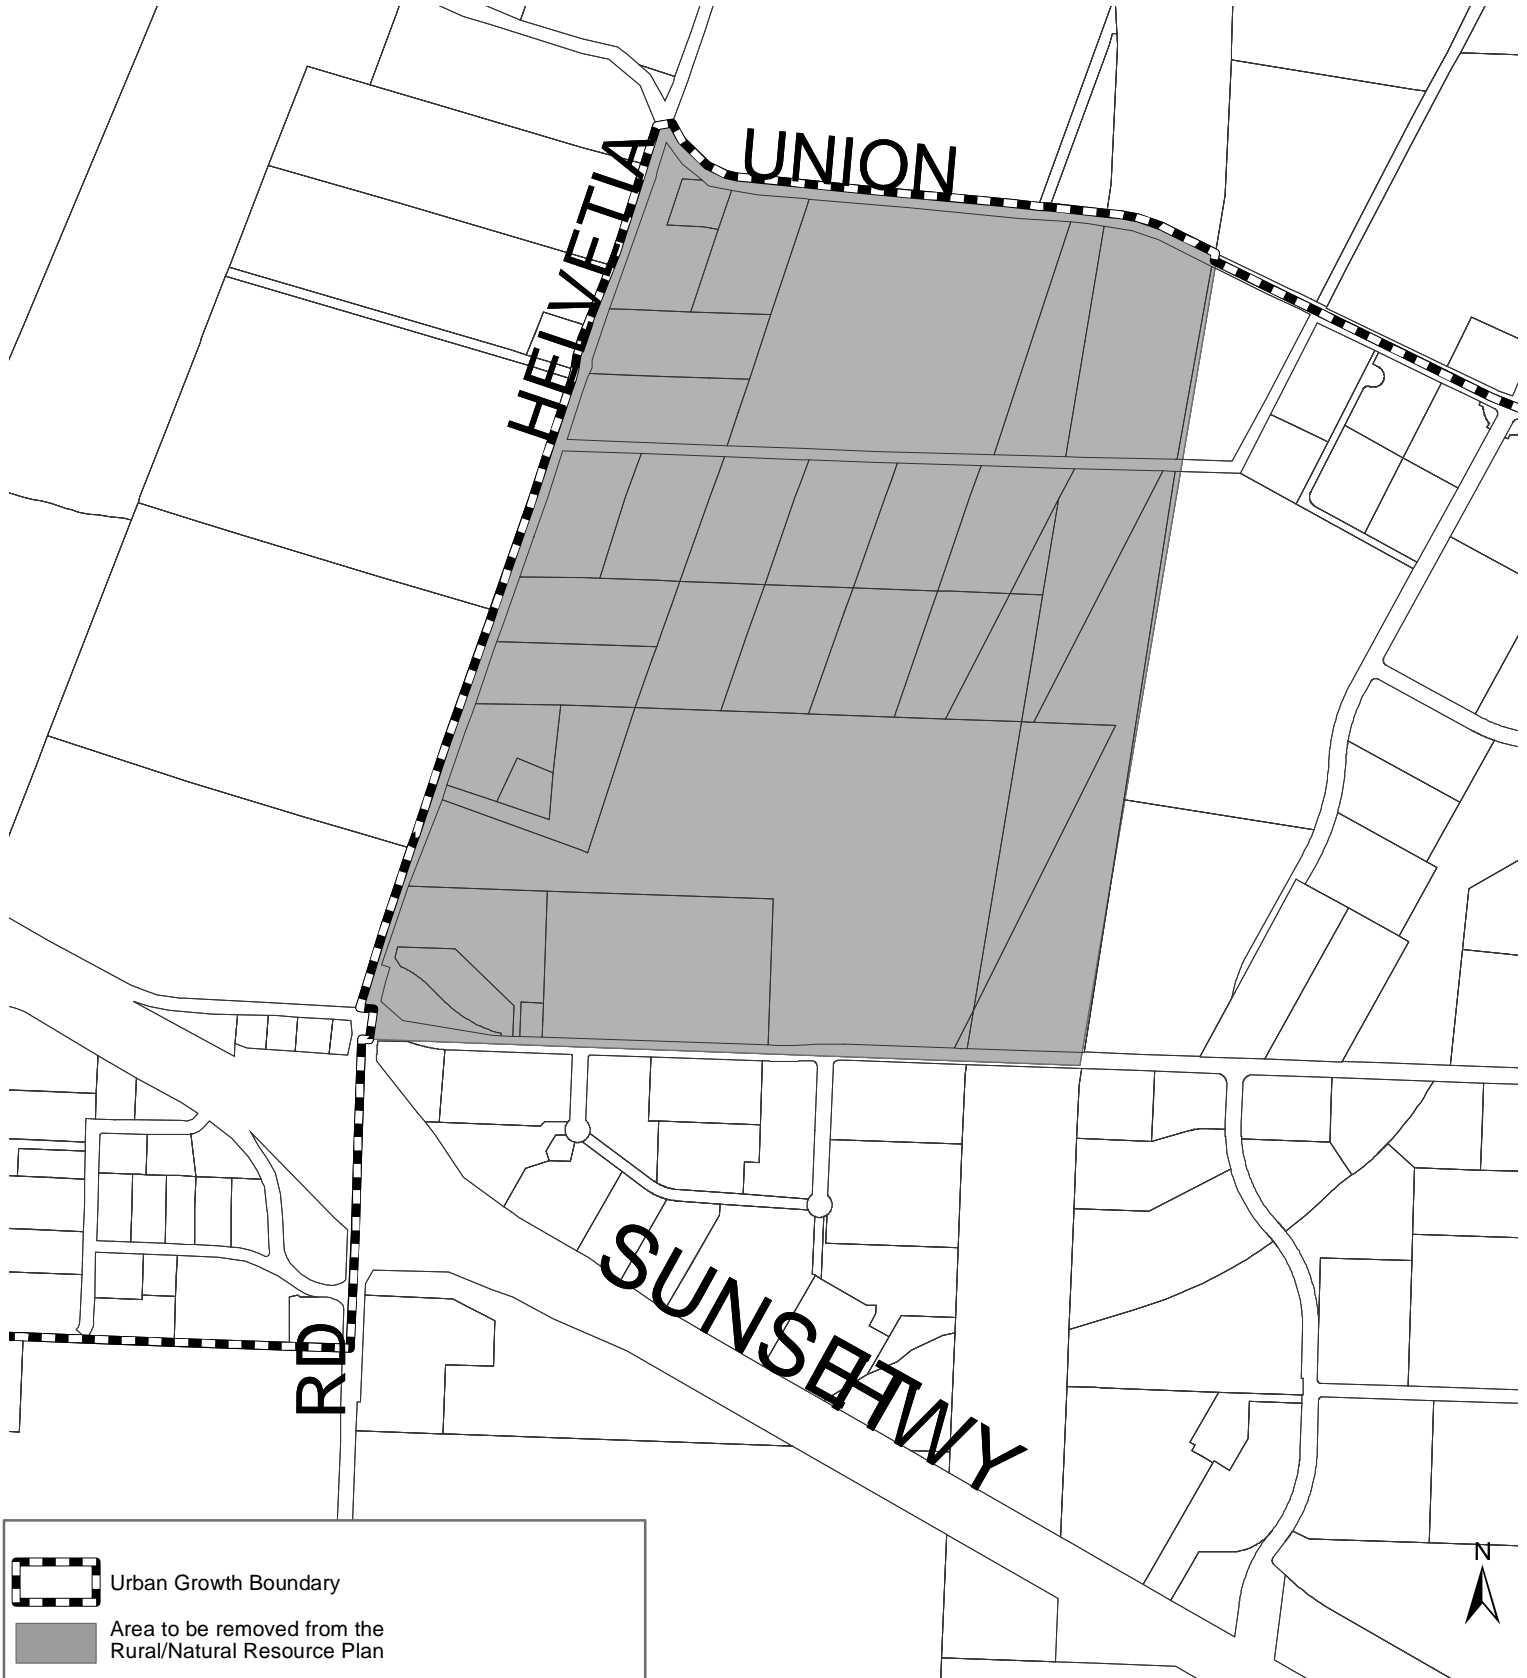 UNION
HELVETIA
SUNSET HWY
RD
N
Urban Growth Boundary
Area to be removed from the
Rural/Natural Resource Plan